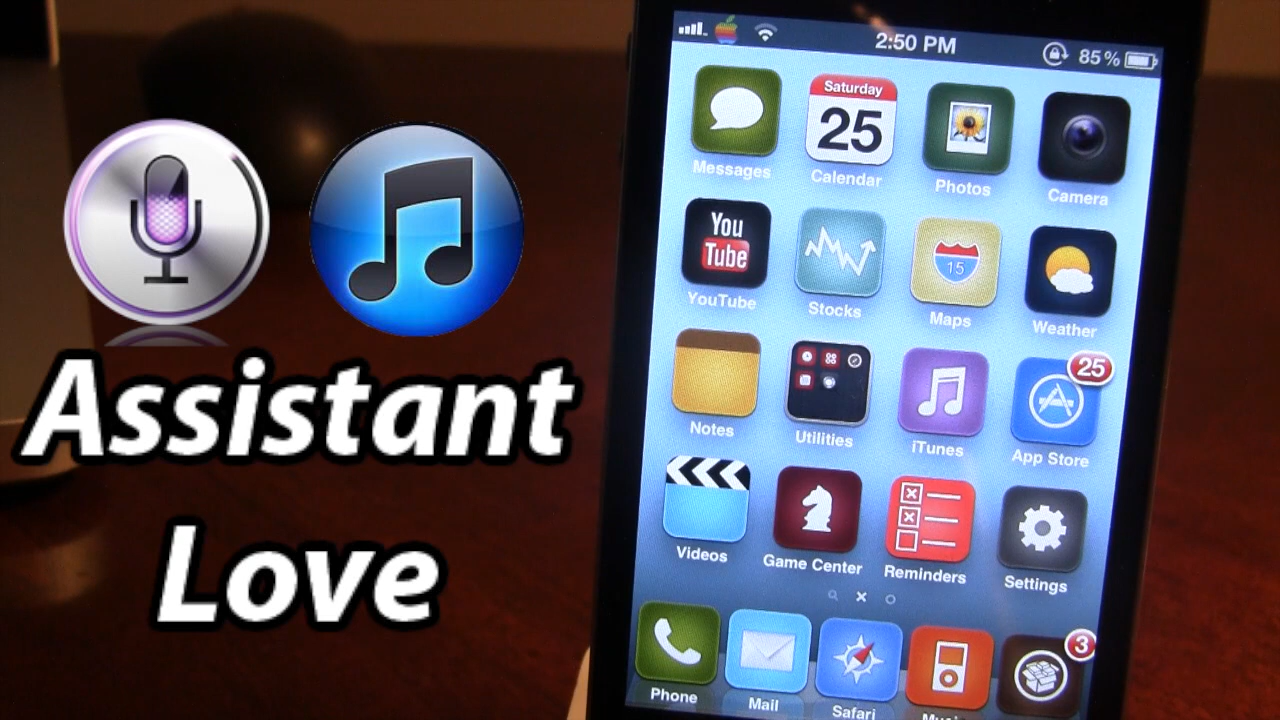 Assistant
Love
2:50 PM
85%
Saturday
25
Messages
Calendar
Photos
Camera
You
Tube
15
YouTube
Stocks
Maps
Weather
25
Notes
Utilities
iTunes
App Store
Videos
Game Center
Reminders
Settings
3
Phone
Mail
Safari